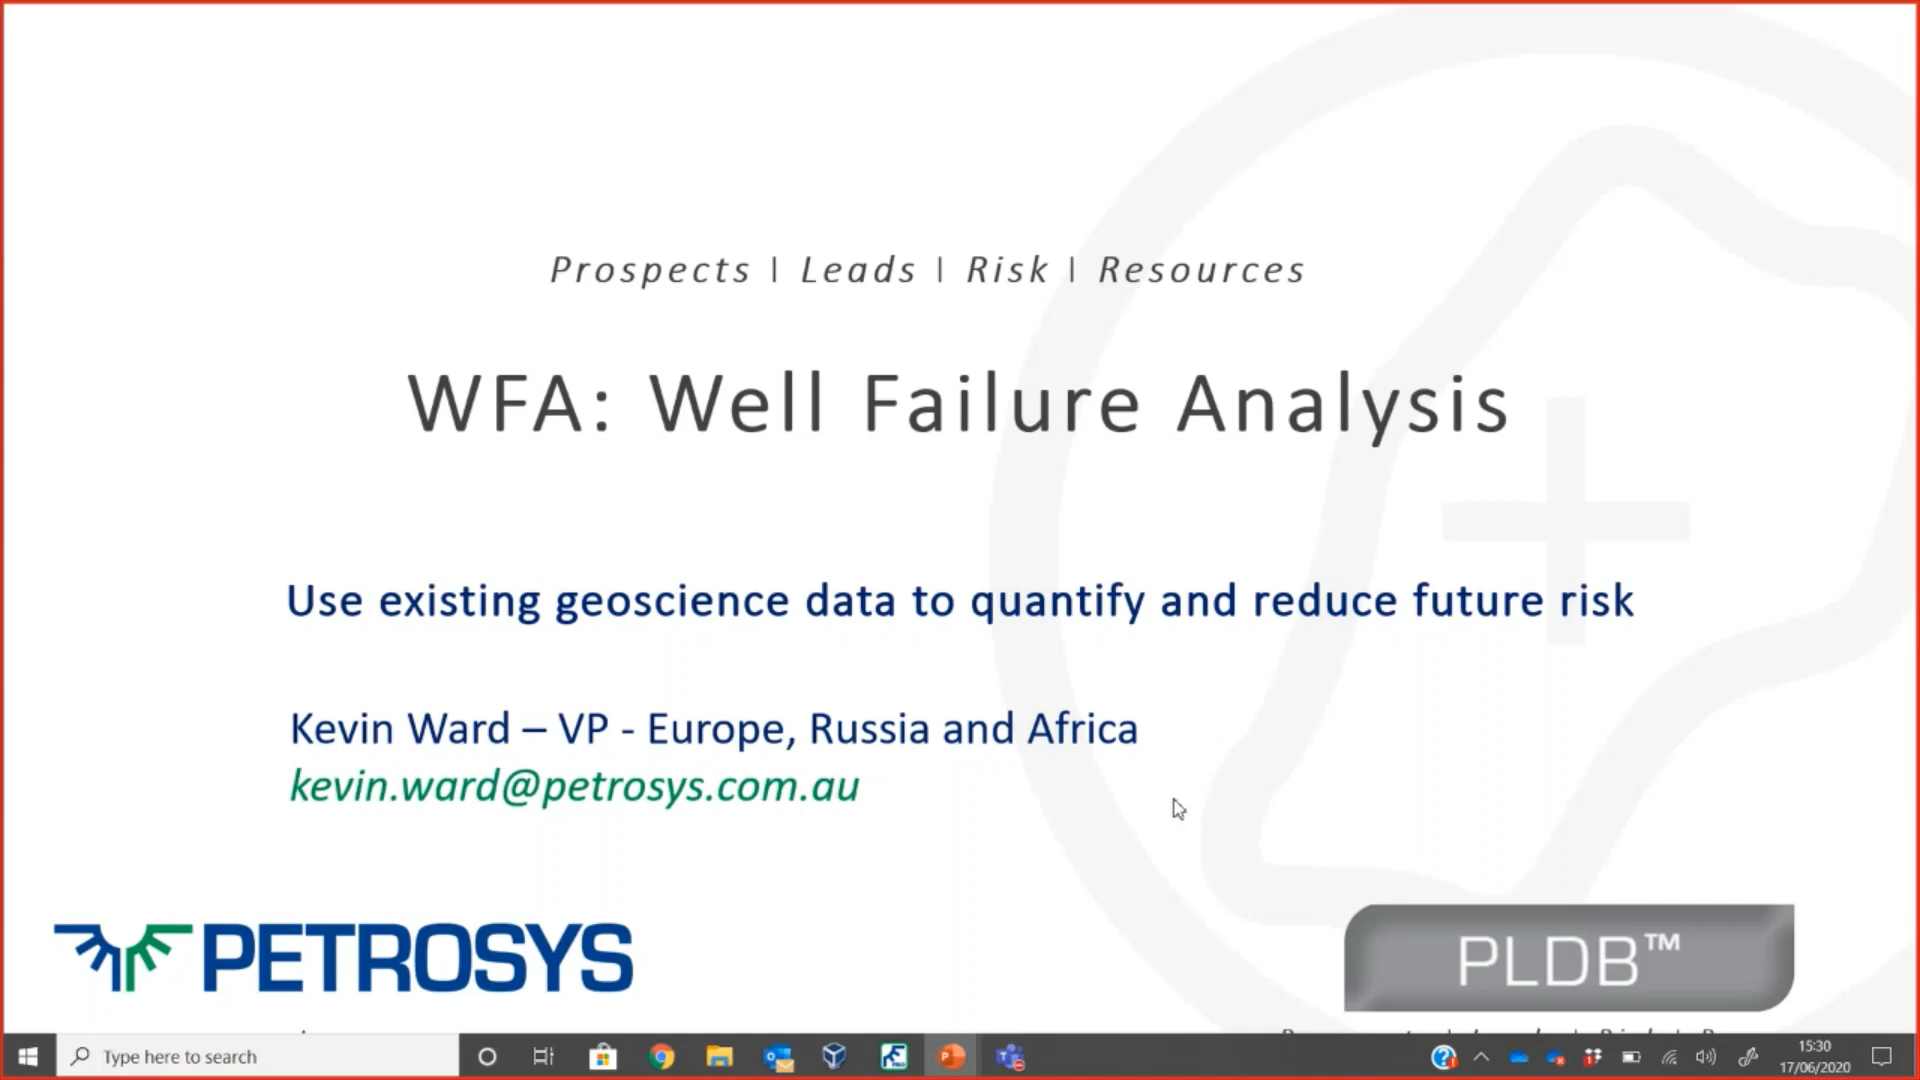 Prospects | Leads | Risk | Resources
WFA: Well Failure Analysis
Use existing geoscience data to quantify and reduce future risk
Kevin Ward – VP - Europe, Russia and Africa
kevin.ward@petrosys.com.au
PETROSYS
PLDB™
Type here to search
15:30
17/06/2020